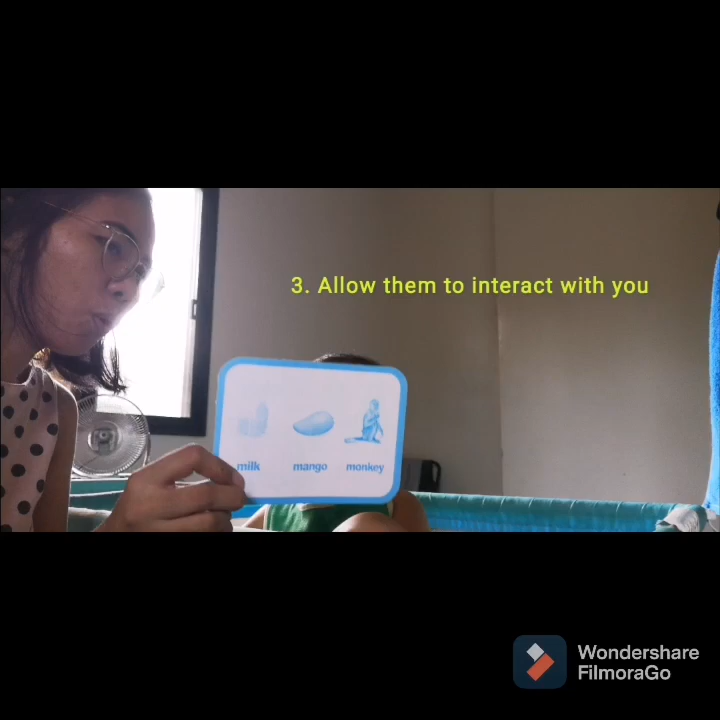 3. Allow them to interact with you
milk mango monkey
Wondershare
FilmoraGo